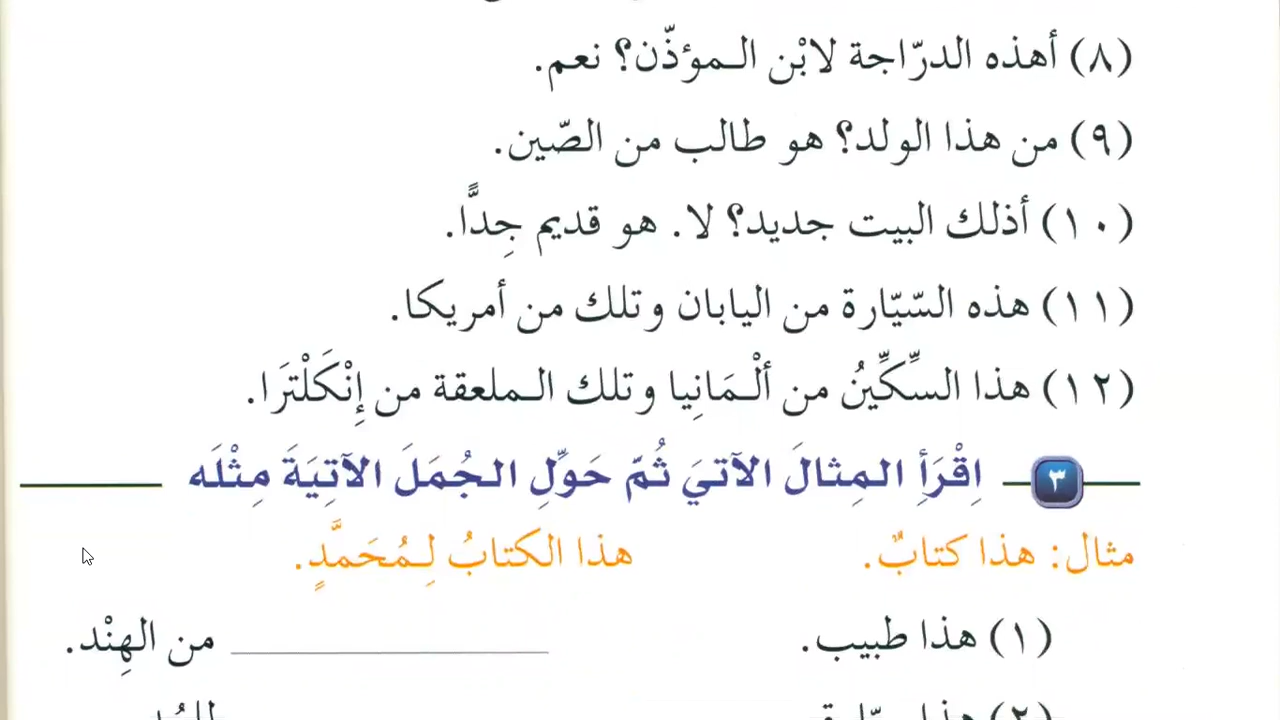 (٨) أهذه الدرّاجة لابْن المؤذّن؟ نعم.
(٩) من هذا الولد؟ هو طالب من الصّين.
(١٠) أذلك البيت جديد؟ لا. هو قديم جِدًّا.
(١١) هذه السّيّارة من اليابان وتلك من أمريكا.
(١٢) هذا السِّكِّينُ من ألْمَانِيا وتلك الملعقة من إِنْكَلْتَرَا.
٣ اِقْرَأِ المِثالَ الآتيَ ثُمّ حَوِّلِ الجُمَلَ الآتِيَةَ مِثْلَه
مثال: هذا كتابٌ. هذا الكتابُ لِمُحَمَّدٍ.
(١) هذا طبيب. من الهِنْد.